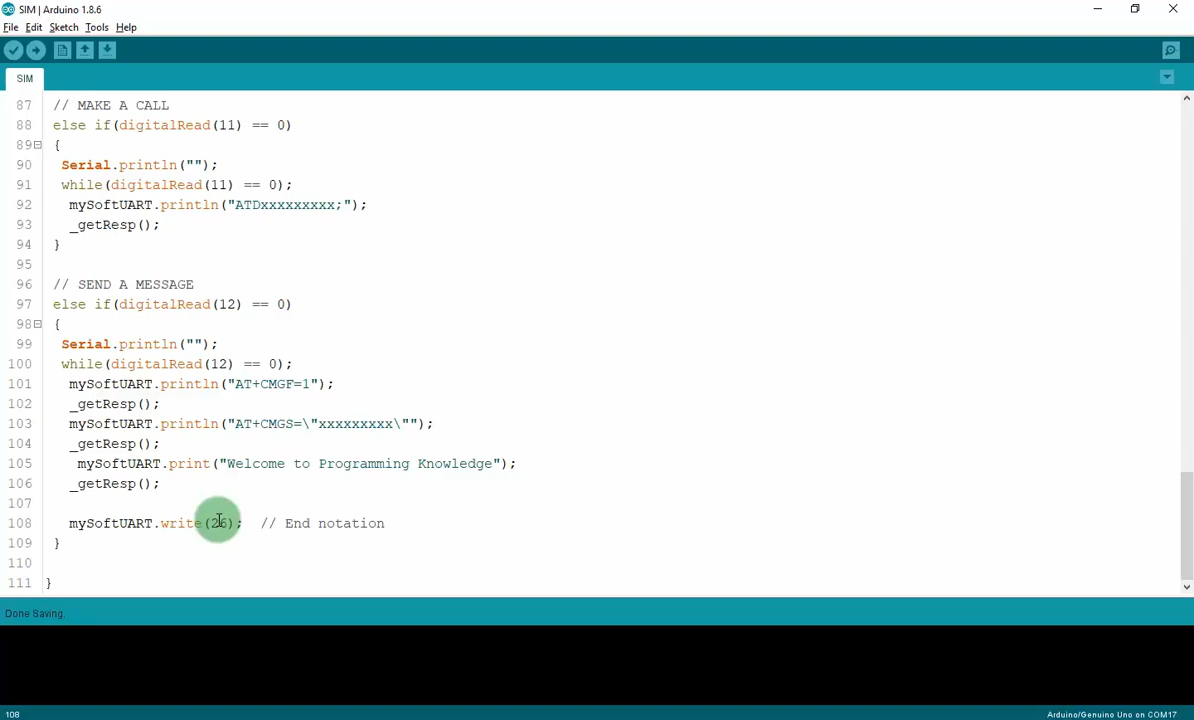 SIM | Arduino 1.8.6
File Edit Sketch Tools Help
SIM
87 // MAKE A CALL
88 else if(digitalRead(11) == 0)
89 {
90 Serial.println("");
91 while(digitalRead(11) == 0);
92 mySoftUART.println("ATDxxxxxxxxx;");
93 _getResp();
94 }
95
96 // SEND A MESSAGE
97 else if(digitalRead(12) == 0)
98 {
99 Serial.println("");
100 while(digitalRead(12) == 0);
101 mySoftUART.println("AT+CMGF=1");
102 _getResp();
103 mySoftUART.println("AT+CMGS=\"xxxxxxxxx\"");
104 _getResp();
105 mySoftUART.print("Welcome to Programming Knowledge");
106 _getResp();
107
108 mySoftUART.write(26); // End notation
109 }
110
111 }
Done Saving.
108 Arduino/Genuino Uno on COM17